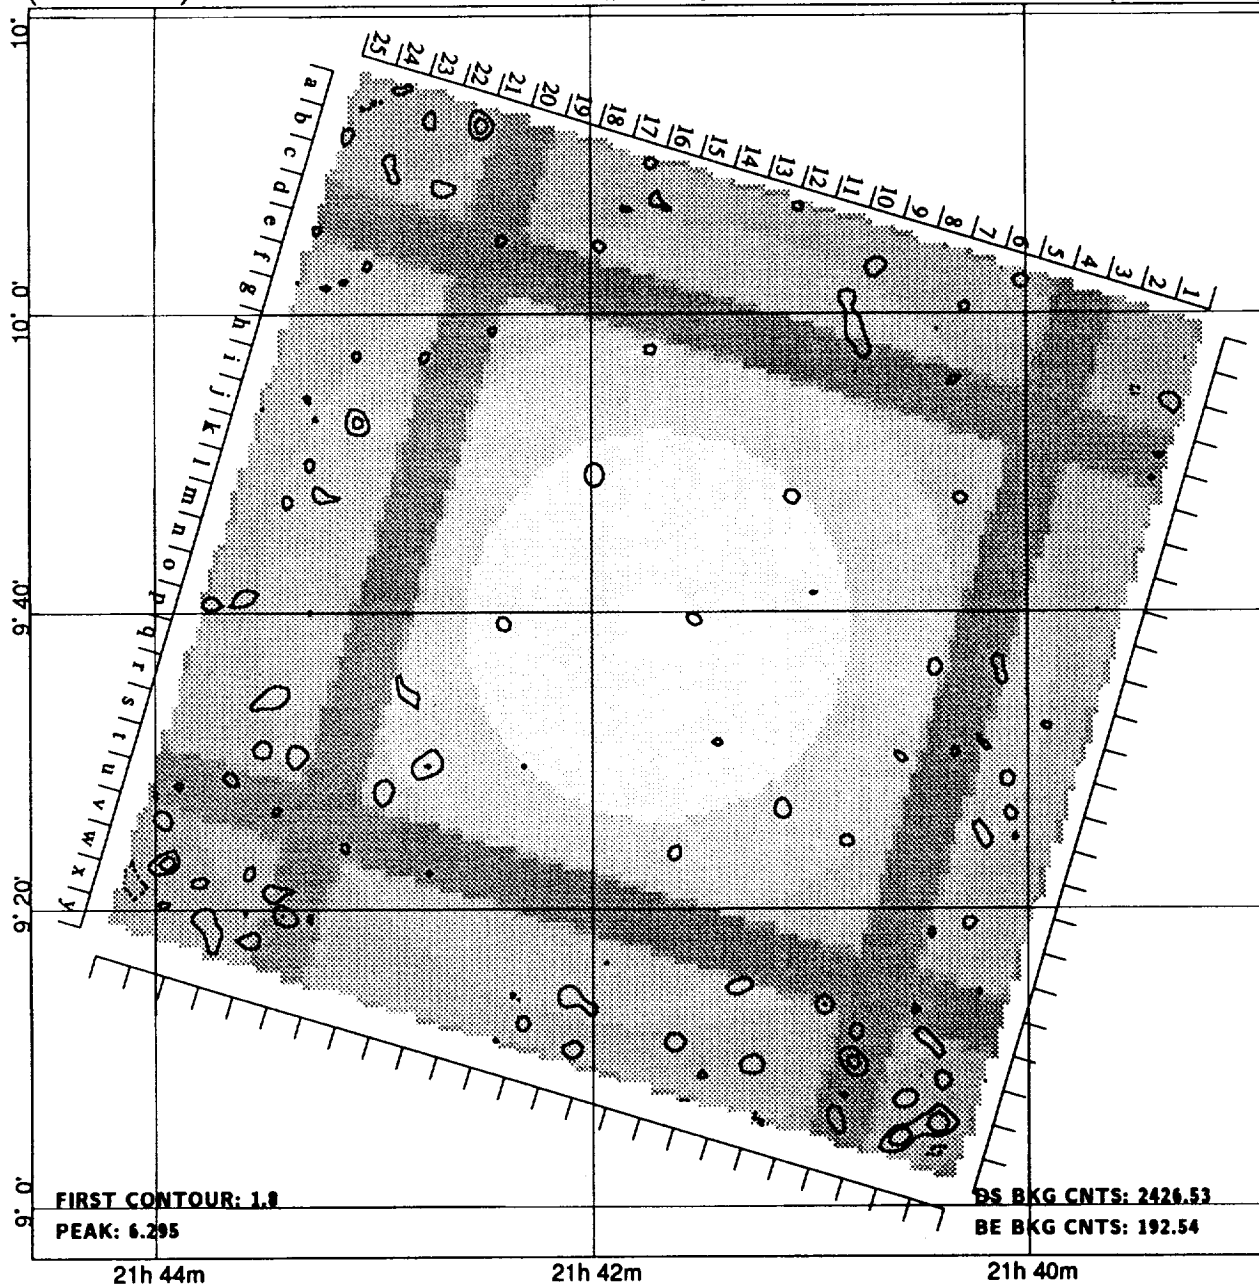 25 24 23 22 21 20 19 18 17 16 15 14 13 12 11 10 9 8 7 6 5 4 3 2 1
a b c d e f g h i j k l m n o p q r s t u v w x y
10°
10° 0'
9° 40'
9° 20'
9° 0'
FIRST CONTOUR: 1.8
PEAK: 6.295
DS BKG CNTS: 2426.53
BE BKG CNTS: 192.54
21h 44m 21h 42m 21h 40m